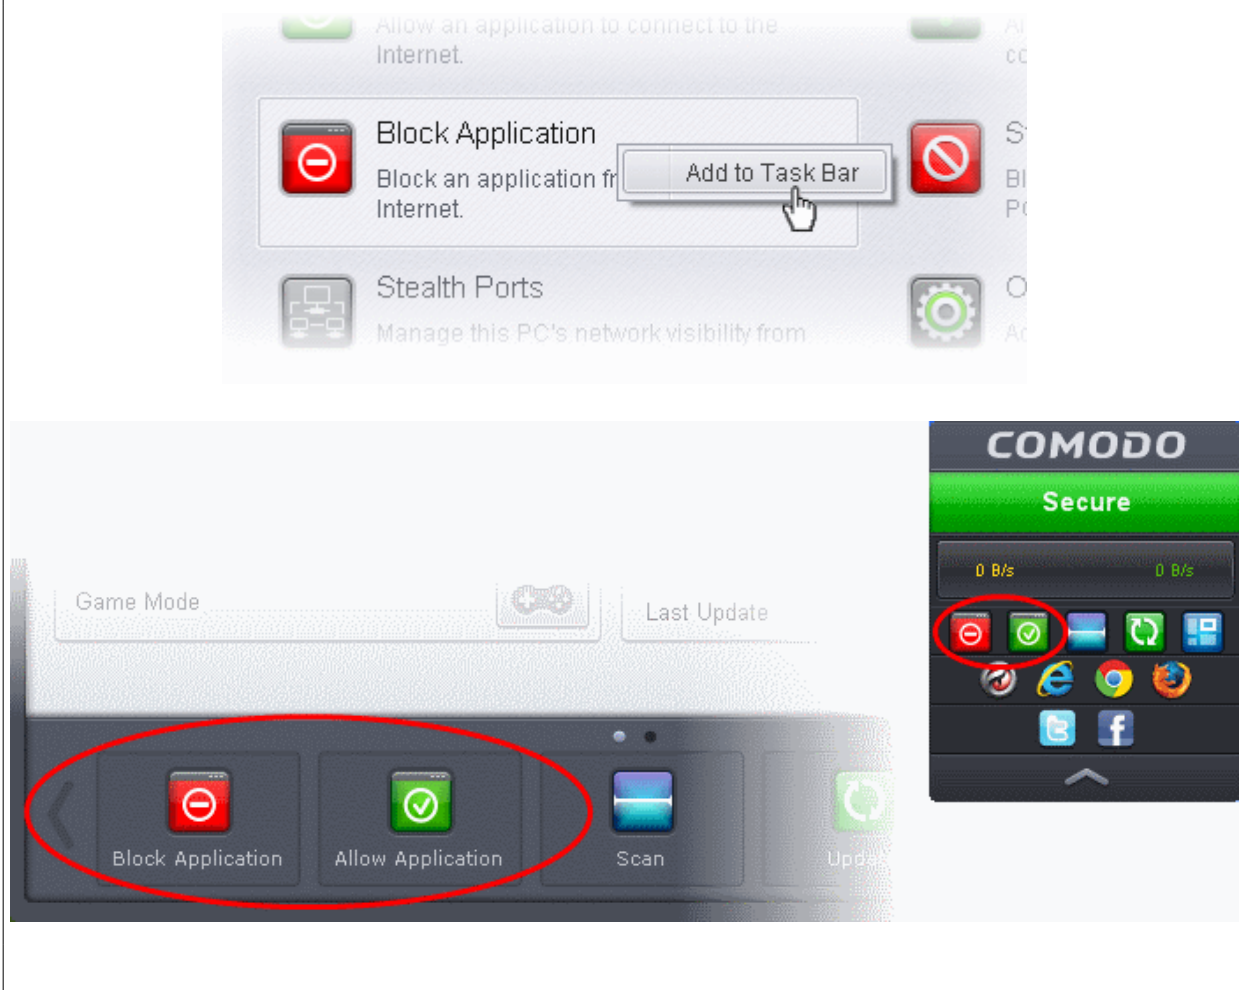 Allow an application to connect to the
Internet.
Block Application
Block an application fr
Internet.
Add to Task Bar
Stealth Ports
Manage this PC's network visibility from
COMODO
Secure
0 B/s
0 B/s
Game Mode
Last Update
Block Application
Allow Application
Scan